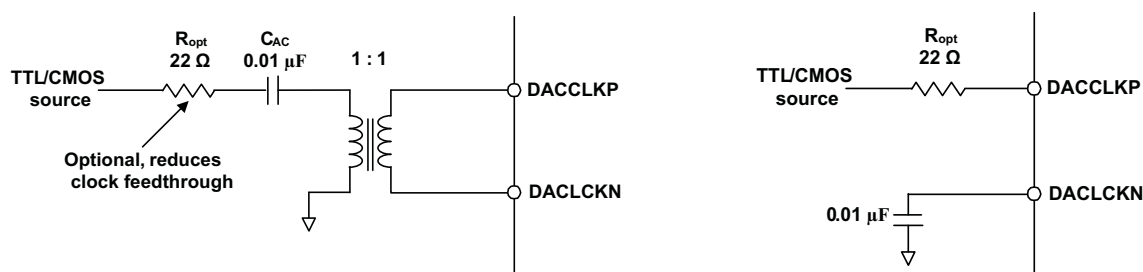 Ropt
22 Ω
CAC
0.01 µF
1 : 1
TTL/CMOS
source
DACCLKP
Optional, reduces
clock feedthrough
DACLCKN
Ropt
22 Ω
TTL/CMOS
source
DACCLKP
0.01 µF
DACLCKN